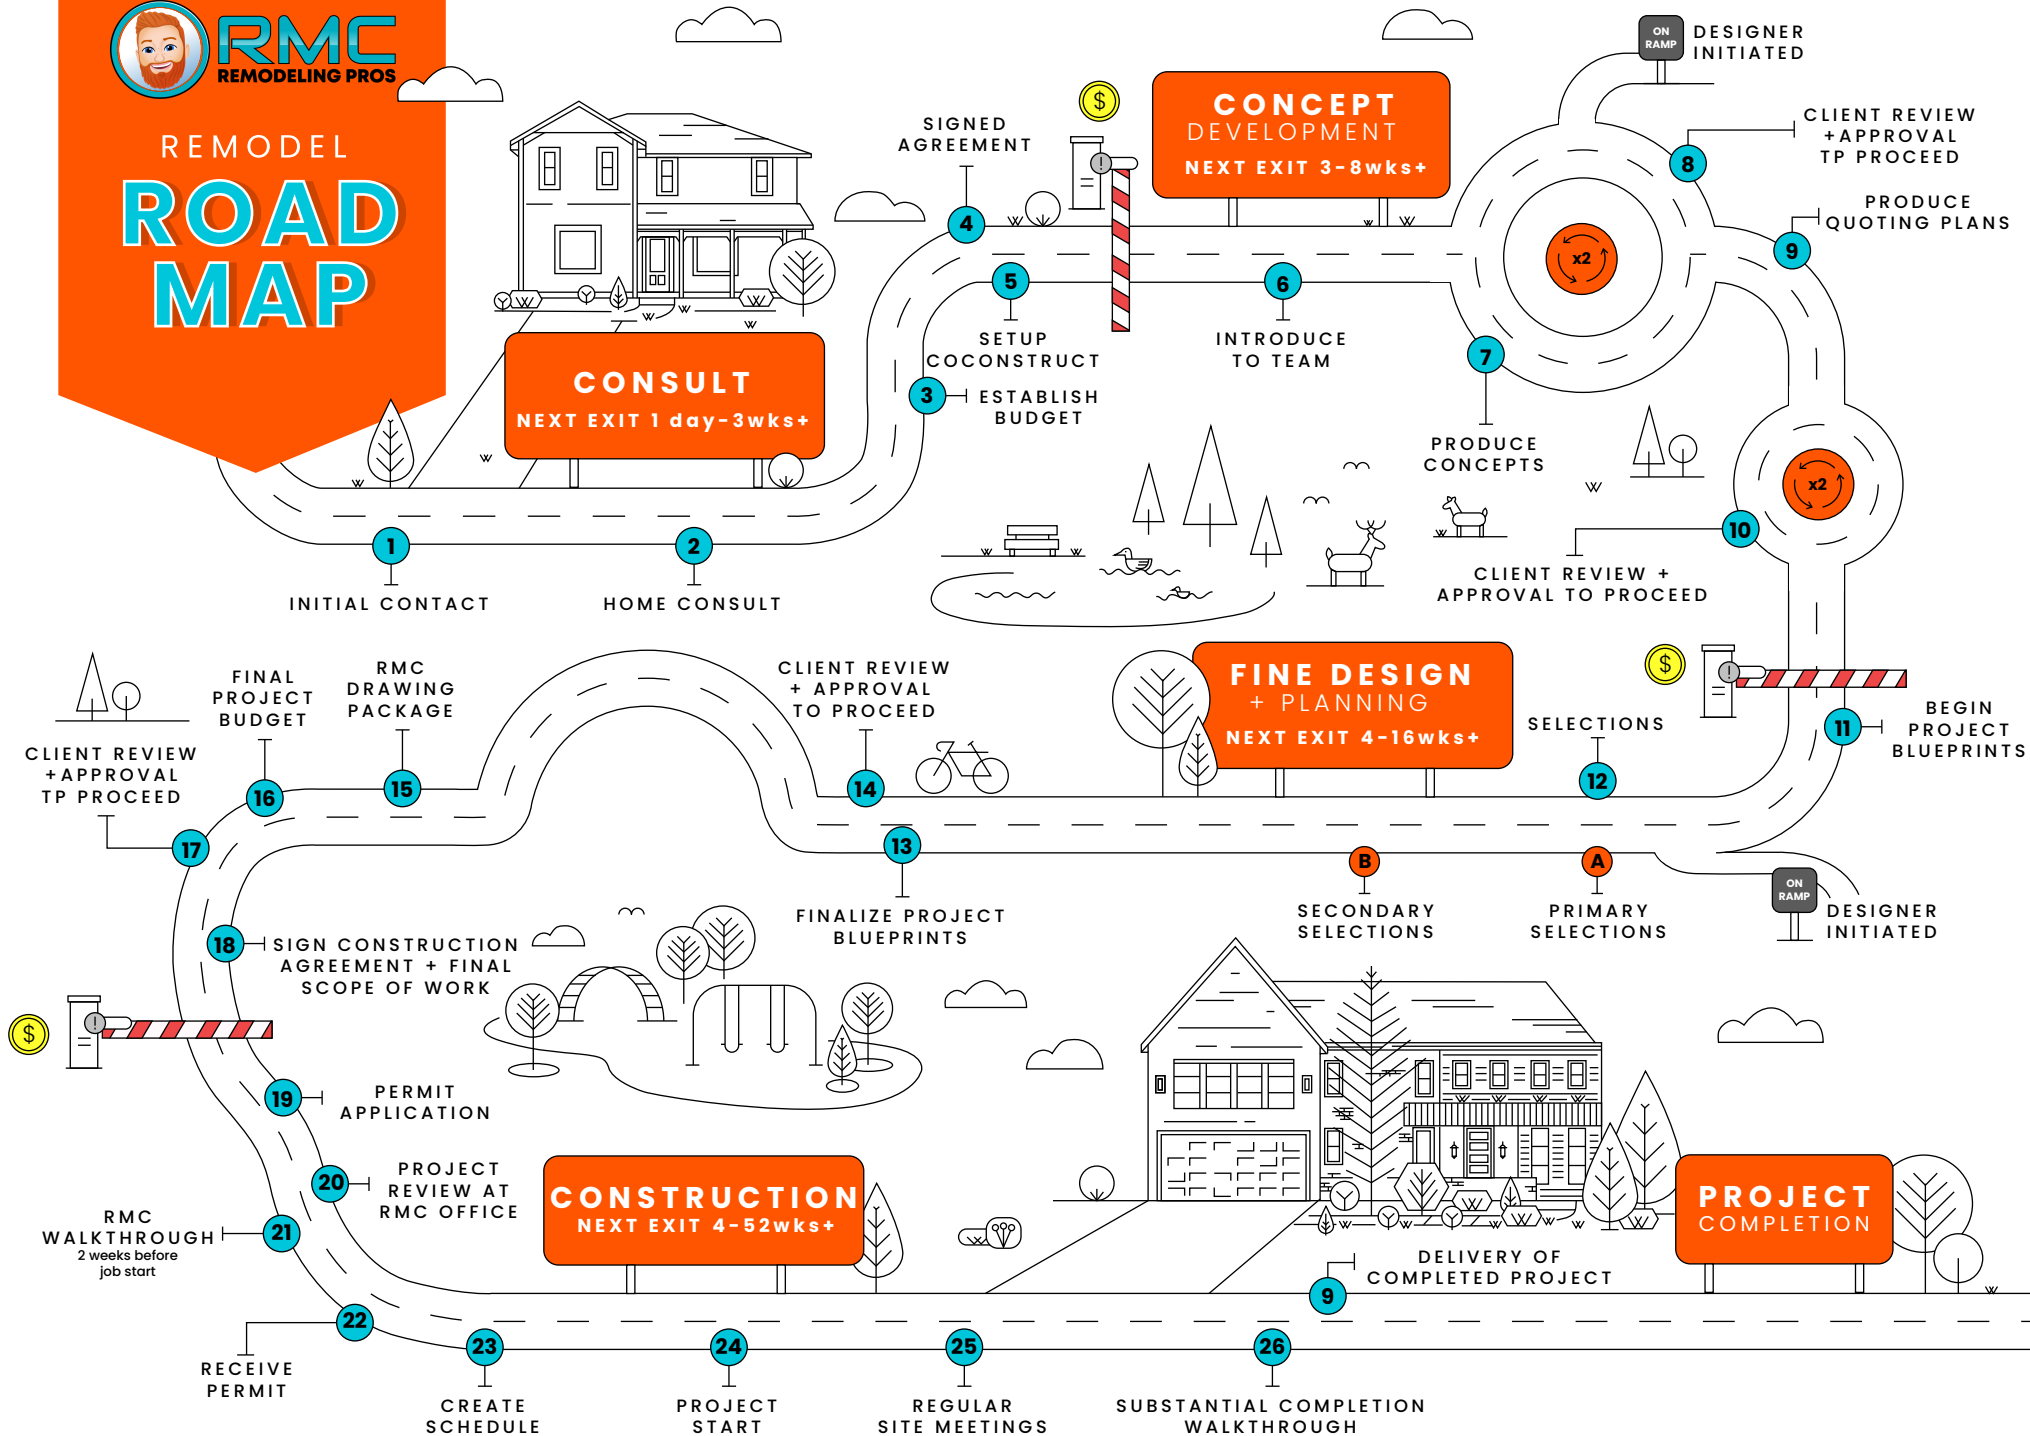 RMC
REMODELING PROS
REMODEL
ROAD
MAP
CONSULT
NEXT EXIT 1 day-3wks+
1
INITIAL CONTACT
2
HOME CONSULT
3
ESTABLISH
BUDGET
SIGNED
AGREEMENT
4
5
SETUP
COCONSTRUCT
$
!
CONCEPT
DEVELOPMENT
NEXT EXIT 3-8wks+
6
INTRODUCE
TO TEAM
7
PRODUCE
CONCEPTS
x2
ON
RAMP
DESIGNER
INITIATED
8
CLIENT REVIEW
+APPROVAL
TP PROCEED
9
PRODUCE
QUOTING PLANS
x2
10
CLIENT REVIEW +
APPROVAL TO PROCEED
$
!
11
BEGIN
PROJECT
BLUEPRINTS
FINE DESIGN
+ PLANNING
NEXT EXIT 4-16wks+
SELECTIONS
12
ON
RAMP
DESIGNER
INITIATED
A
PRIMARY
SELECTIONS
B
SECONDARY
SELECTIONS
13
FINALIZE PROJECT
BLUEPRINTS
CLIENT REVIEW
+ APPROVAL
TO PROCEED
14
RMC
DRAWING
PACKAGE
15
FINAL
PROJECT
BUDGET
16
CLIENT REVIEW
+APPROVAL
TP PROCEED
17
18
SIGN CONSTRUCTION
AGREEMENT + FINAL
SCOPE OF WORK
$
!
19
PERMIT
APPLICATION
20
PROJECT
REVIEW AT
RMC OFFICE
RMC
WALKTHROUGH
2 weeks before
job start
21
22
RECEIVE
PERMIT
CONSTRUCTION
NEXT EXIT 4-52wks+
23
CREATE
SCHEDULE
24
PROJECT
START
25
REGULAR
SITE MEETINGS
26
SUBSTANTIAL COMPLETION
WALKTHROUGH
9
DELIVERY OF
COMPLETED PROJECT
PROJECT
COMPLETION